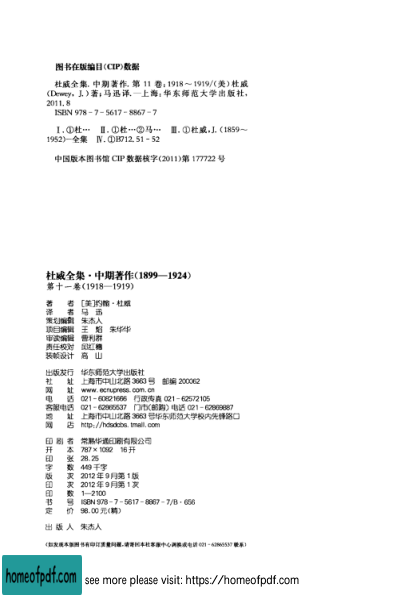 图书在版编目(CIP)数据
杜威全集.中期著作.第11卷:1918～1919/(美)杜威
(Dewey, J.)著;马迅译.—上海:华东师范大学出版社,
2011.8
ISBN 978-7-5617-8867-7
Ⅰ.①杜… Ⅱ.①杜…②马… Ⅲ.①杜威,J.(1859～
1952)—全集 Ⅳ.①B712.51-52
中国版本图书馆CIP数据核字(2011)第177722号
杜威全集·中期著作(1899—1924)
第十一卷(1918—1919)
著 者 [美]约翰·杜威
译 者 马 迅
策划编辑 朱杰人
项目编辑 王 焰 朱华华
审读编辑 曹利群
责任校对
装帧设计 高 山
出版发行 华东师范大学出版社
社 址 上海市中山北路3663号 邮编 200062
网 址 www.ecnupress.com.cn
电 话 021-60821666 行政传真 021-62572105
客服电话 021-62865537 门市(邮购)电话 021-62869887
地 址 上海市中山北路3663号华东师范大学校内先锋路口
网 店 http://hdsdcbs.tmall.com
印 刷 者 常熟华通印刷有限公司
开 本 787×1092 16开
印 张 28.25
字 数 449千字
版 次 2012年9月第1版
印 次 2012年9月第1次
印 数 1—2100
书 号 ISBN 978-7-5617-8867-7/B·656
定 价 98.00元(精)
出 版 人 朱杰人
(如发现本版图书有印订质量问题,请寄回本社客服中心调换或电话021-62865537联系)
homeofpdf.com see more please visit: https://homeofpdf.com